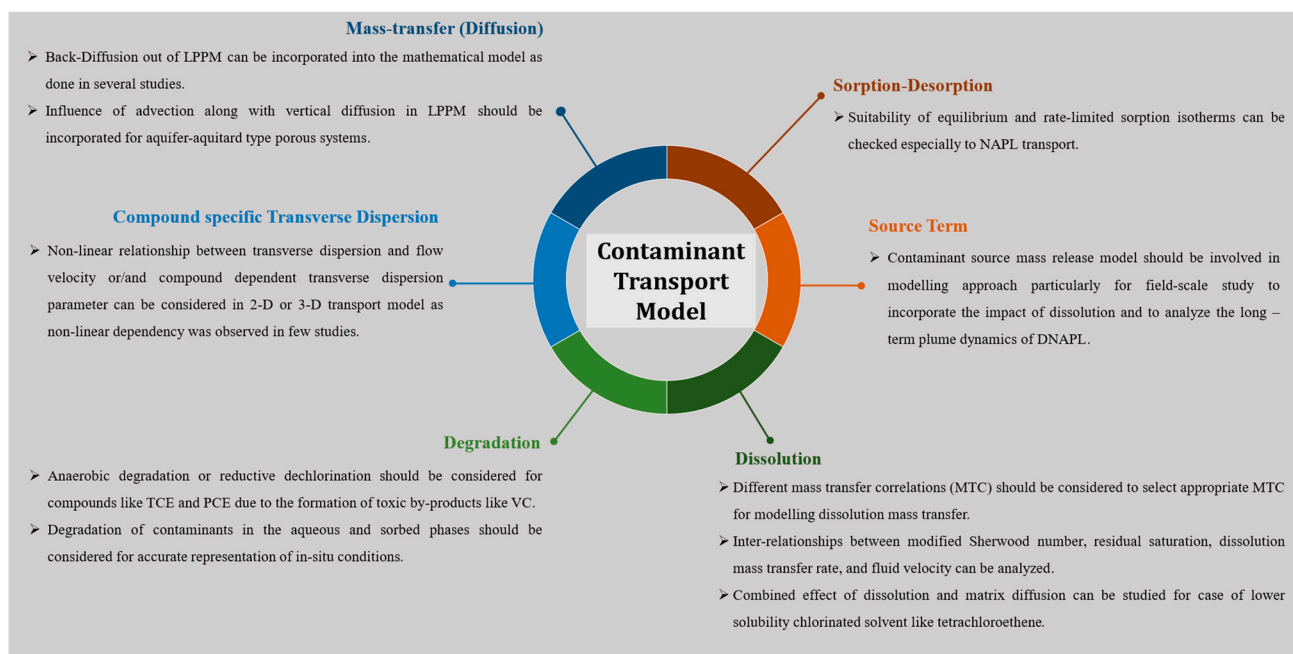 Mass-transfer (Diffusion)
➢ Back-Diffusion out of LPPM can be incorporated into the mathematical model as
done in several studies.
➢ Influence of advection along with vertical diffusion in LPPM should be
incorporated for aquifer-aquitard type porous systems.
Compound specific Transverse Dispersion
➢ Non-linear relationship between transverse dispersion and flow
velocity or/and compound dependent transverse dispersion
parameter can be considered in 2-D or 3-D transport model as
non-linear dependency was observed in few studies.
Degradation
➢ Anaerobic degradation or reductive dechlorination should be considered for
compounds like TCE and PCE due to the formation of toxic by-products like VC.
➢ Degradation of contaminants in the aqueous and sorbed phases should be
considered for accurate representation of in-situ conditions.
Contaminant
Transport
Model
Sorption-Desorption
➢ Suitability of equilibrium and rate-limited sorption isotherms can be
checked especially to NAPL transport.
Source Term
➢ Contaminant source mass release model should be involved in
modelling approach particularly for field-scale study to
incorporate the impact of dissolution and to analyze the long –
term plume dynamics of DNAPL.
Dissolution
➢ Different mass transfer correlations (MTC) should be considered to select appropriate MTC
for modelling dissolution mass transfer.
➢ Inter-relationships between modified Sherwood number, residual saturation, dissolution
mass transfer rate, and fluid velocity can be analyzed.
➢ Combined effect of dissolution and matrix diffusion can be studied for case of lower
solubility chlorinated solvent like tetrachloroethene.